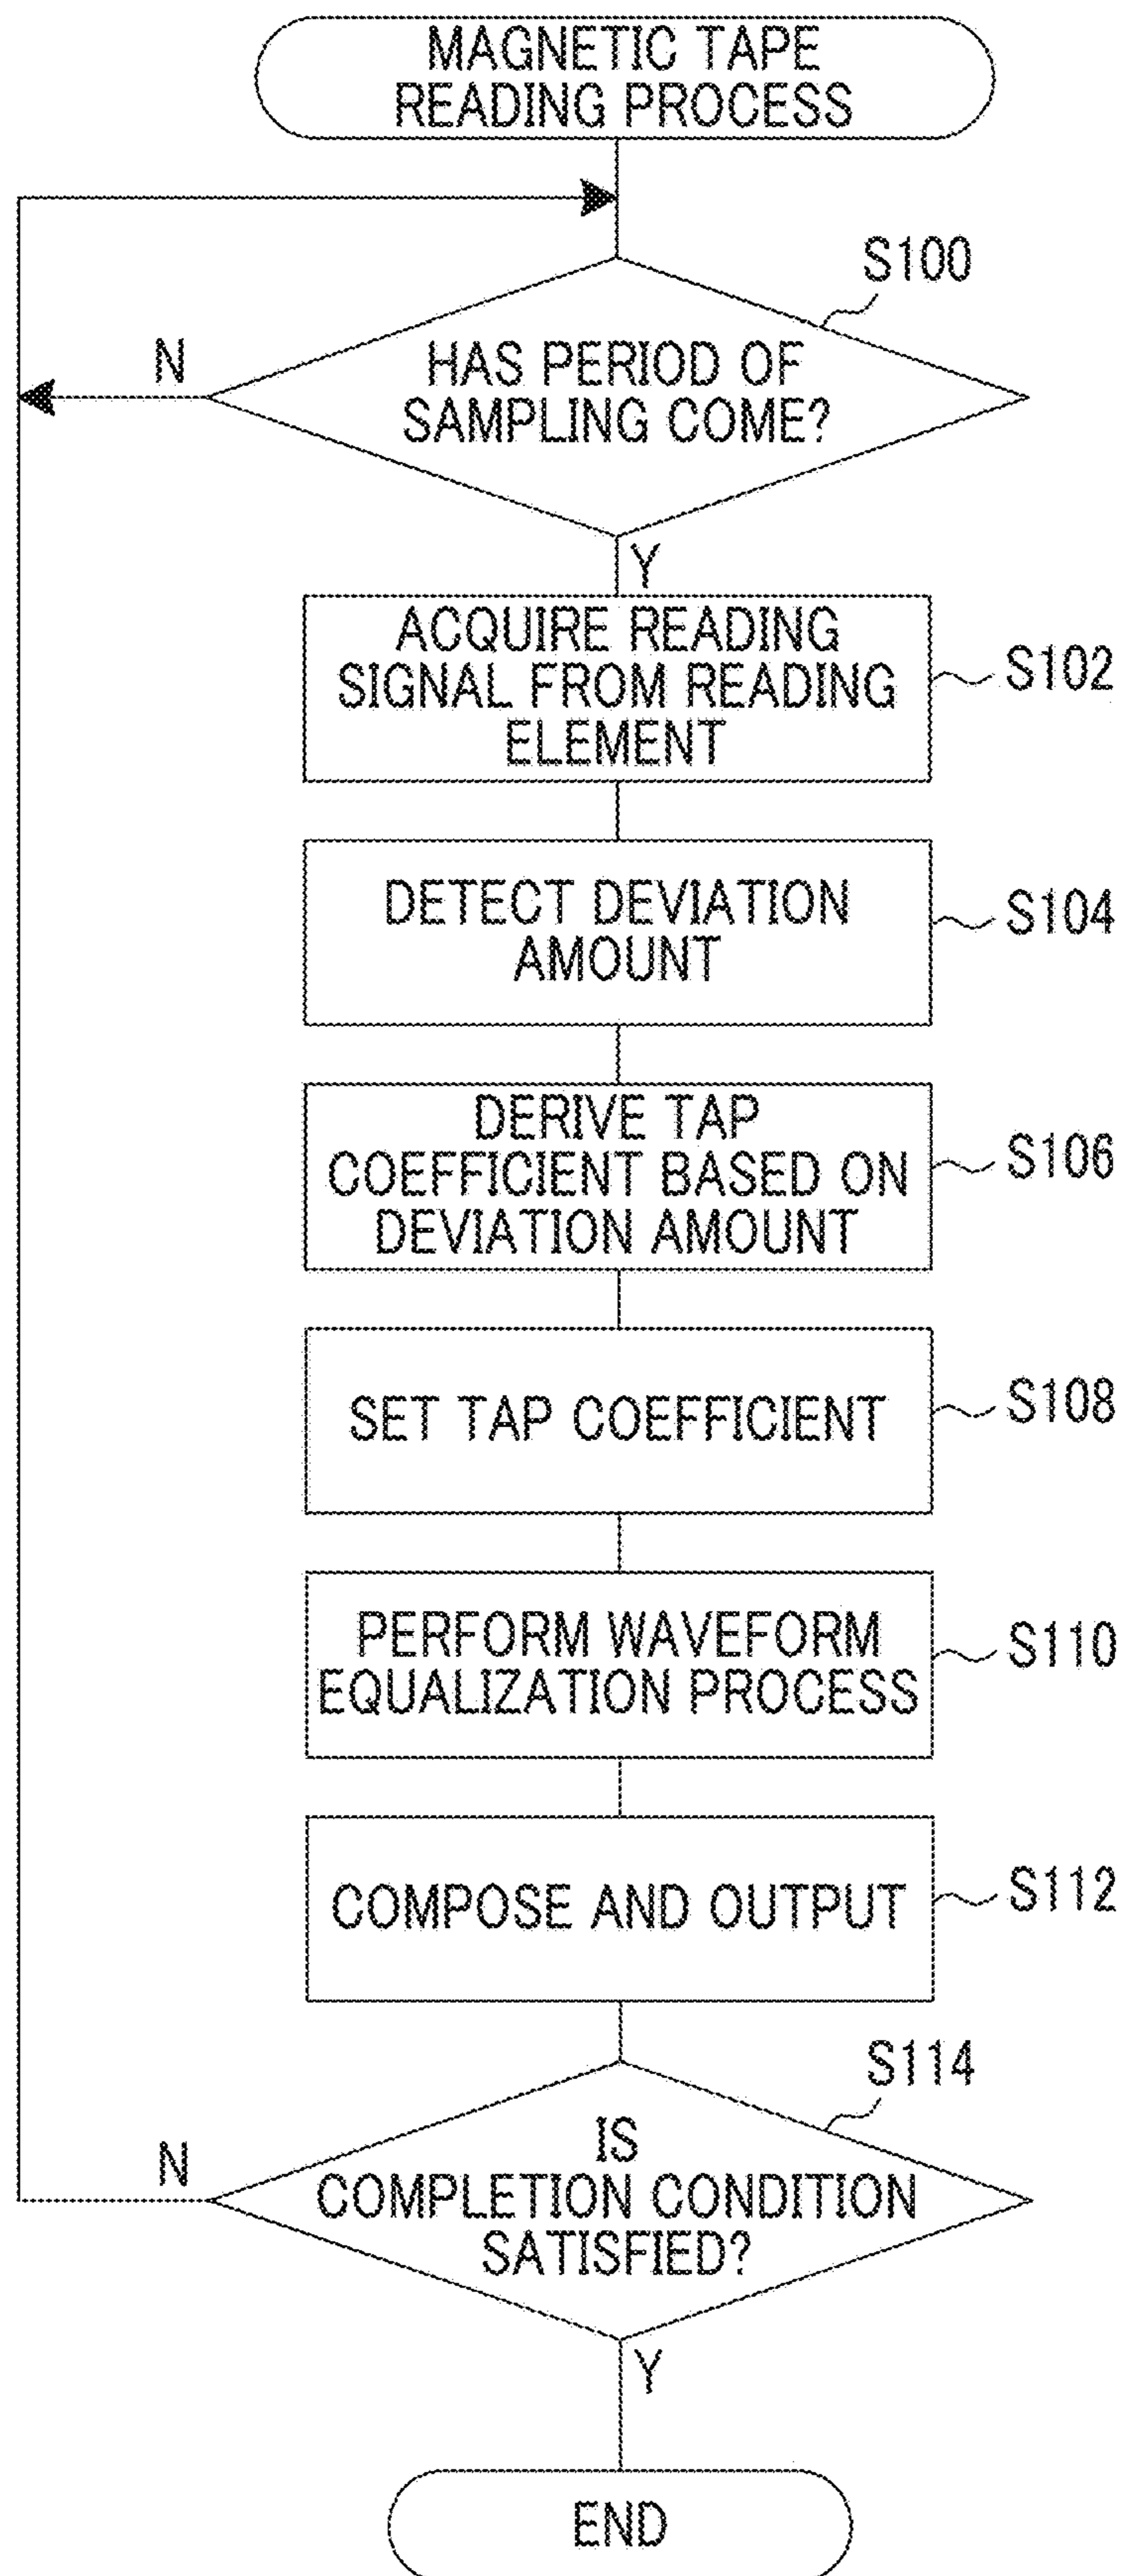 MAGNETIC TAPE
READING PROCESS
S100
HAS PERIOD OF
SAMPLING COME?
N
Y
ACQUIRE READING
SIGNAL FROM READING
ELEMENT
S102
DETECT DEVIATION
AMOUNT
S104
DERIVE TAP
COEFFICIENT BASED ON
DEVIATION AMOUNT
S106
SET TAP COEFFICIENT
S108
PERFORM WAVEFORM
EQUALIZATION PROCESS
S110
COMPOSE AND OUTPUT
S112
S114
IS
COMPLETION CONDITION
SATISFIED?
N
Y
END